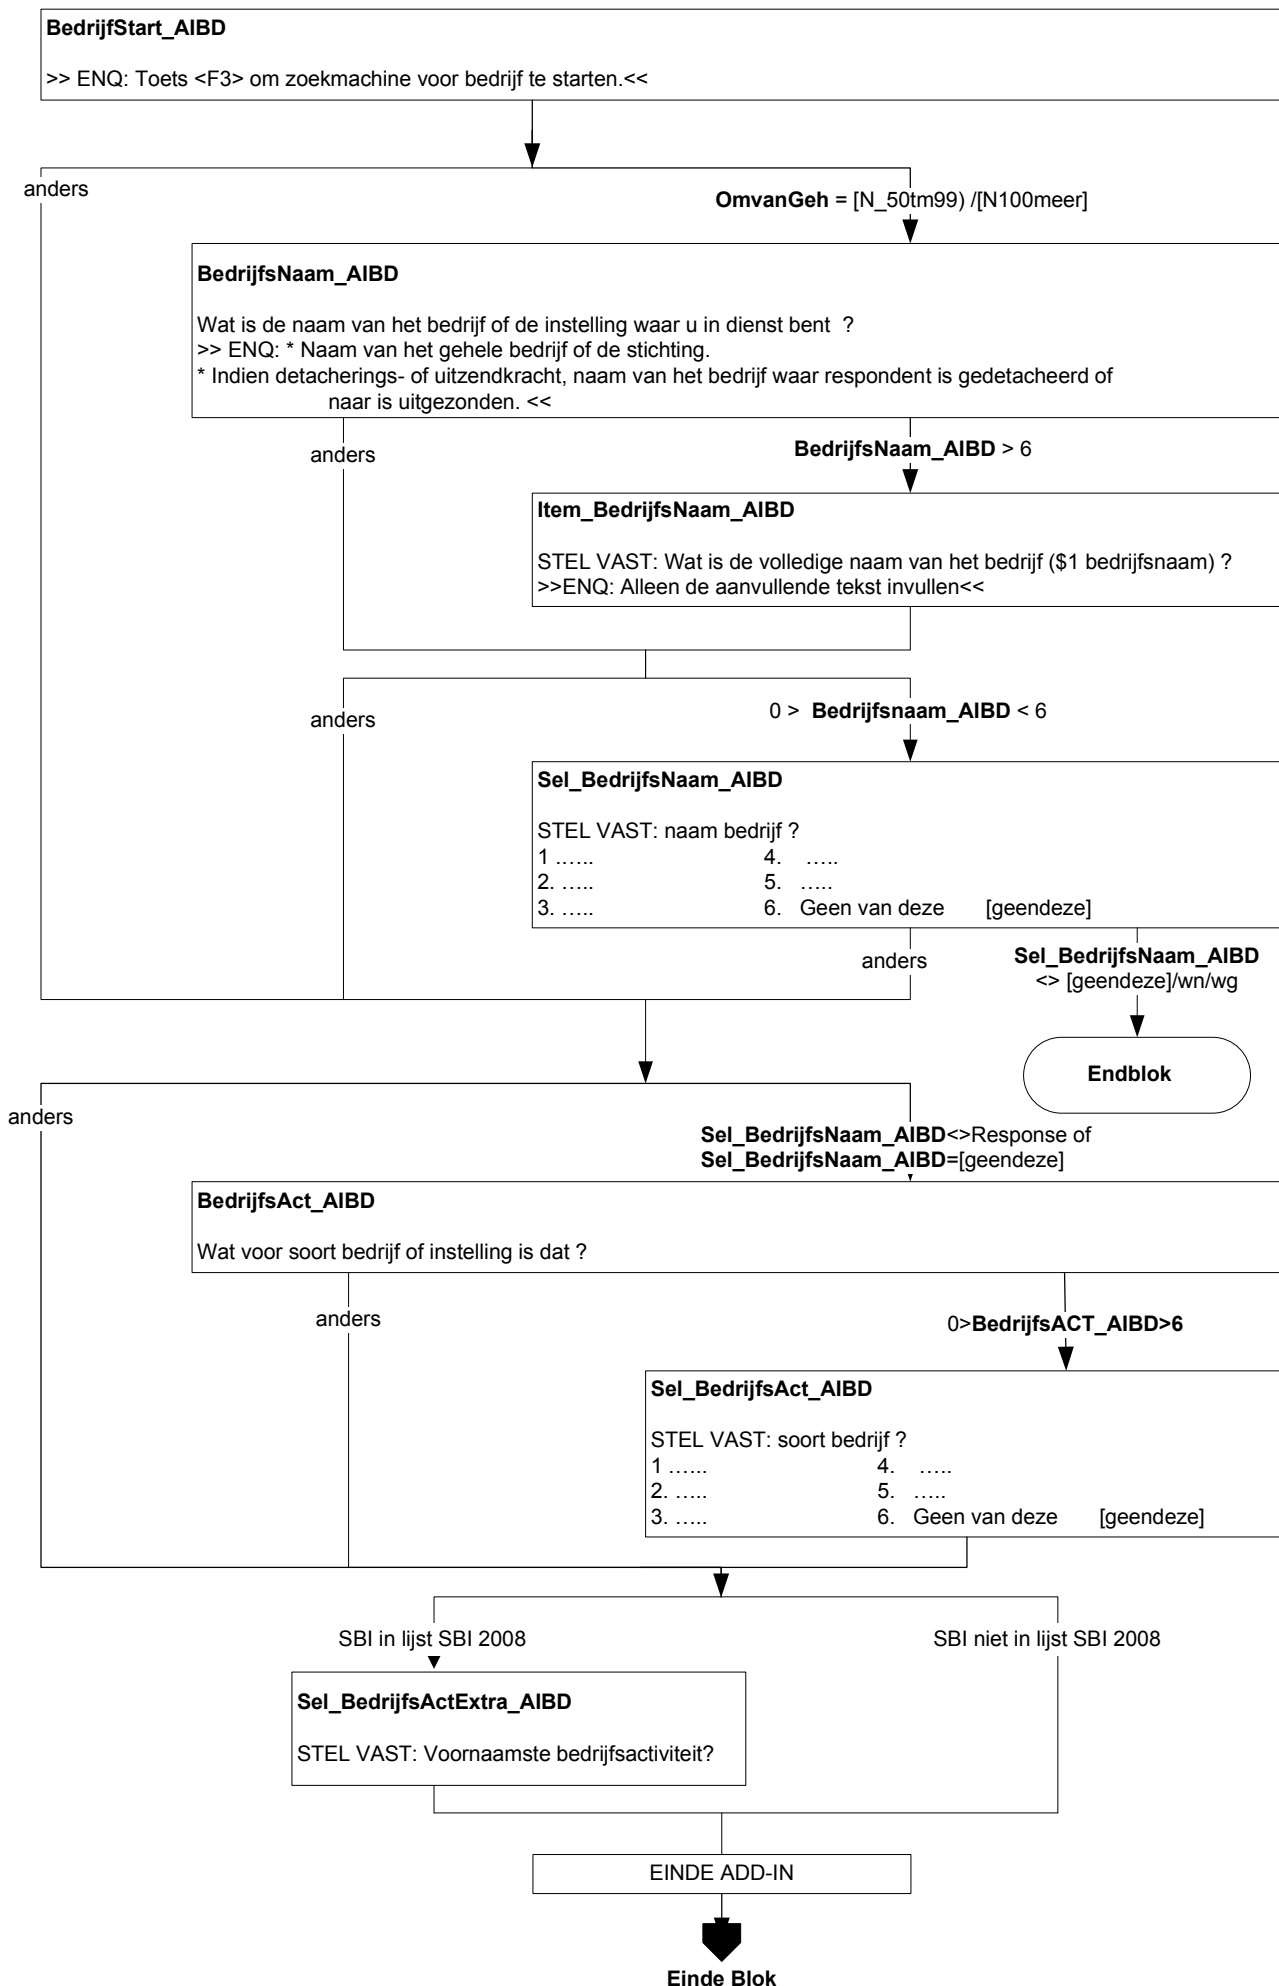 BedrijfStart_AIBD
>> ENQ: Toets <F3> om zoekmachine voor bedrijf te starten.<<
anders
OmvanGeh = [N_50tm99) /[N100meer]
BedrijfsNaam_AIBD
Wat is de naam van het bedrijf of de instelling waar u in dienst bent ?
>> ENQ: * Naam van het gehele bedrijf of de stichting.
* Indien detacherings- of uitzendkracht, naam van het bedrijf waar respondent is gedetacheerd of
naar is uitgezonden. <<
anders
BedrijfsNaam_AIBD > 6
Item_BedrijfsNaam_AIBD
STEL VAST: Wat is de volledige naam van het bedrijf ($1 bedrijfsnaam) ?
>>ENQ: Alleen de aanvullende tekst invullen<<
anders
0 > Bedrijfsnaam_AIBD < 6
Sel_BedrijfsNaam_AIBD
STEL VAST: naam bedrijf ?
1 …... 4. …..
2. ….. 5. …..
3. ….. 6. Geen van deze [geendeze]
anders
Sel_BedrijfsNaam_AIBD
<> [geendeze]/wn/wg
Endblok
anders
Sel_BedrijfsNaam_AIBD<>Response of
Sel_BedrijfsNaam_AIBD=[geendeze]
BedrijfsAct_AIBD
Wat voor soort bedrijf of instelling is dat ?
anders
0>BedrijfsACT_AIBD>6
Sel_BedrijfsAct_AIBD
STEL VAST: soort bedrijf ?
1 …... 4. …..
2. ….. 5. …..
3. ….. 6. Geen van deze [geendeze]
SBI in lijst SBI 2008
SBI niet in lijst SBI 2008
Sel_BedrijfsActExtra_AIBD
STEL VAST: Voornaamste bedrijfsactiviteit?
EINDE ADD-IN
Einde Blok